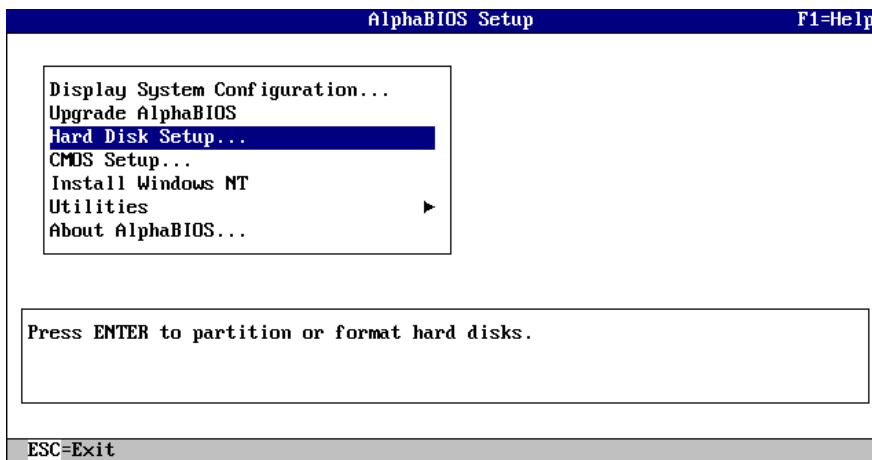 AlphaBIOS Setup F1=Help
Display System Configuration...
Upgrade AlphaBIOS
Hard Disk Setup...
CMOS Setup...
Install Windows NT
Utilities
About AlphaBIOS...
Press ENTER to partition or format hard disks.
ESC=Exit